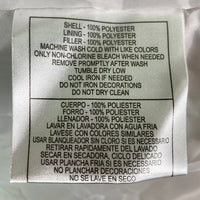 SHELL - 100% POLYESTER
LINING - 100% POLYESTER
FILLER - 100% POLYESTER
MACHINE WASH COLD WITH LIKE COLORS
ONLY NON-CHLORINE BLEACH WHEN NEEDED
REMOVE PROMPTLY AFTER WASH
TUMBLE DRY LOW
COOL IRON IF NEEDED
DO NOT IRON DECORATIONS
DO NOT DRY CLEAN
CUERPO - 100% POLIESTER
FORRO - 100% POLIESTER
LLENADOR - 100% POLIESTER
LAVAR EN LAVADORA CON AGUA FRIA
LAVESE CON COLORES SIMILARES
USAR BLANQUEADOR SIN CLORO SI ES NECESARIO
RETIRAR RAPIDAMENTE DEL LAVADO
SECAR EN SECADORA, CICLO DELICADO
USAR PLANCHA FRIA SI ES NECESARIO
NO PLANCHAR DECORACIONES
NO SE LAVE EN SECO